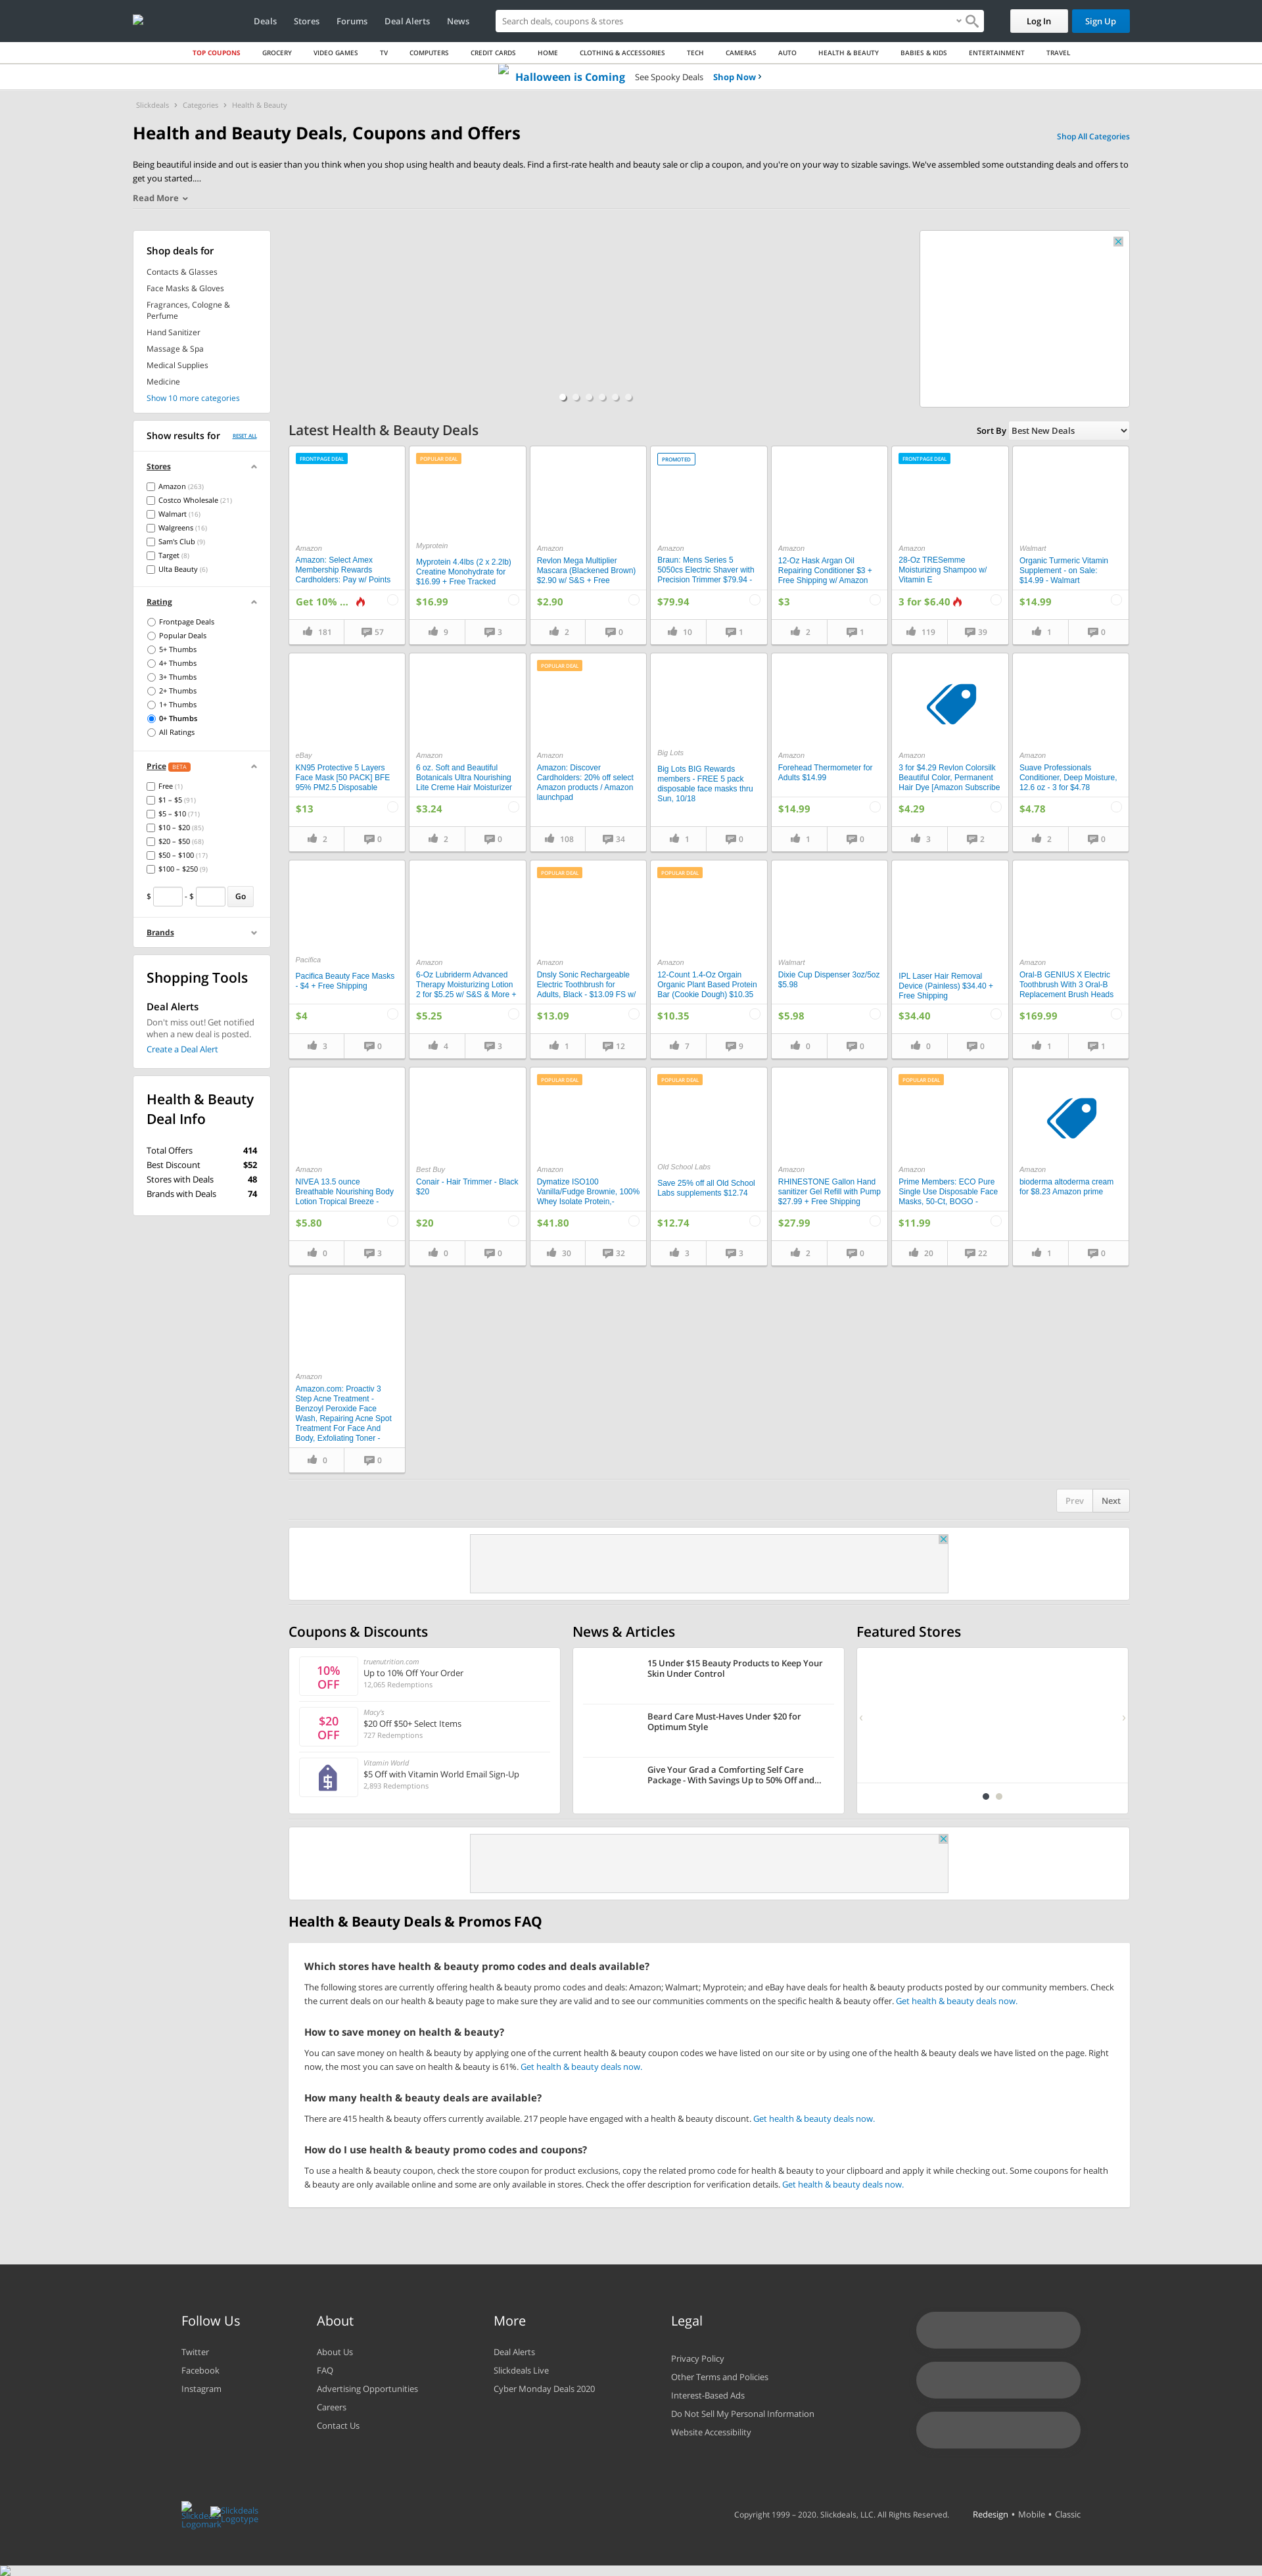 Deals Stores Forums Deal Alerts News Search deals, coupons & stores Log In Sign Up
TOP COUPONS GROCERY VIDEO GAMES TV COMPUTERS CREDIT CARDS HOME CLOTHING & ACCESSORIES TECH CAMERAS AUTO HEALTH & BEAUTY BABIES & KIDS ENTERTAINMENT TRAVEL
Halloween is Coming See Spooky Deals Shop Now
Slickdeals › Categories › Health & Beauty
Health and Beauty Deals, Coupons and Offers
Shop All Categories
Being beautiful inside and out is easier than you think when you shop using health and beauty deals. Find a first-rate health and beauty sale or clip a coupon, and you're on your way to sizable savings. We've assembled some outstanding deals and offers to
get you started....
Read More
Shop deals for
Contacts & Glasses
Face Masks & Gloves
Fragrances, Cologne &
Perfume
Hand Sanitizer
Massage & Spa
Medical Supplies
Medicine
Show 10 more categories
Show results for RESET ALL
Stores
Amazon (263)
Costco Wholesale (21)
Walmart (16)
Walgreens (16)
Sam's Club (9)
Target (8)
Ulta Beauty (6)
Rating
Frontpage Deals
Popular Deals
5+ Thumbs
4+ Thumbs
3+ Thumbs
2+ Thumbs
1+ Thumbs
0+ Thumbs
All Ratings
Price BETA
Free (1)
$1 – $5 (91)
$5 – $10 (71)
$10 – $20 (85)
$20 – $50 (68)
$50 – $100 (17)
$100 – $250 (9)
$ - $ Go
Brands
Shopping Tools
Deal Alerts
Don't miss out! Get notified
when a new deal is posted.
Create a Deal Alert
Health & Beauty
Deal Info
Total Offers 414
Best Discount $52
Stores with Deals 48
Brands with Deals 74
Latest Health & Beauty Deals
Sort By Best New Deals
FRONTPAGE DEAL
Amazon
Amazon: Select Amex
Membership Rewards
Cardholders: Pay w/ Points
Get 10% ...
181 57
POPULAR DEAL
Myprotein
Myprotein 4.4lbs (2 x 2.2lb)
Creatine Monohydrate for
$16.99 + Free Tracked
$16.99
9 3
Amazon
Revlon Mega Multiplier
Mascara (Blackened Brown)
$2.90 w/ S&S + Free
$2.90
2 0
PROMOTED
Amazon
Braun: Mens Series 5
5050cs Electric Shaver with
Precision Trimmer $79.94 -
$79.94
10 1
Amazon
12-Oz Hask Argan Oil
Repairing Conditioner $3 +
Free Shipping w/ Amazon
$3
2 1
FRONTPAGE DEAL
Amazon
28-Oz TRESemme
Moisturizing Shampoo w/
Vitamin E
3 for $6.40
119 39
Walmart
Organic Turmeric Vitamin
Supplement - on Sale:
$14.99 - Walmart
$14.99
1 0
eBay
KN95 Protective 5 Layers
Face Mask [50 PACK] BFE
95% PM2.5 Disposable
$13
2 0
Amazon
6 oz. Soft and Beautiful
Botanicals Ultra Nourishing
Lite Creme Hair Moisturizer
$3.24
2 0
POPULAR DEAL
Amazon
Amazon: Discover
Cardholders: 20% off select
Amazon products / Amazon
launchpad
108 34
Big Lots
Big Lots BIG Rewards
members - FREE 5 pack
disposable face masks thru
Sun, 10/18
1 0
Amazon
Forehead Thermometer for
Adults $14.99
$14.99
1 0
Amazon
3 for $4.29 Revlon Colorsilk
Beautiful Color, Permanent
Hair Dye [Amazon Subscribe
$4.29
3 2
Amazon
Suave Professionals
Conditioner, Deep Moisture,
12.6 oz - 3 for $4.78
$4.78
2 0
Pacifica
Pacifica Beauty Face Masks
- $4 + Free Shipping
$4
3 0
Amazon
6-Oz Lubriderm Advanced
Therapy Moisturizing Lotion
2 for $5.25 w/ S&S & More +
$5.25
4 3
POPULAR DEAL
Amazon
Dnsly Sonic Rechargeable
Electric Toothbrush for
Adults, Black - $13.09 FS w/
$13.09
1 12
POPULAR DEAL
Amazon
12-Count 1.4-Oz Orgain
Organic Plant Based Protein
Bar (Cookie Dough) $10.35
$10.35
7 9
Walmart
Dixie Cup Dispenser 3oz/5oz
$5.98
$5.98
0 0
IPL Laser Hair Removal
Device (Painless) $34.40 +
Free Shipping
$34.40
0 0
Amazon
Oral-B GENIUS X Electric
Toothbrush With 3 Oral-B
Replacement Brush Heads
$169.99
1 1
Amazon
NIVEA 13.5 ounce
Breathable Nourishing Body
Lotion Tropical Breeze -
$5.80
0 3
Best Buy
Conair - Hair Trimmer - Black
$20
$20
0 0
POPULAR DEAL
Amazon
Dymatize ISO100
Vanilla/Fudge Brownie, 100%
Whey Isolate Protein,-
$41.80
30 32
POPULAR DEAL
Old School Labs
Save 25% off all Old School
Labs supplements $12.74
$12.74
3 3
Amazon
RHINESTONE Gallon Hand
sanitizer Gel Refill with Pump
$27.99 + Free Shipping
$27.99
2 0
POPULAR DEAL
Amazon
Prime Members: ECO Pure
Single Use Disposable Face
Masks, 50-Ct, BOGO -
$11.99
20 22
Amazon
bioderma altoderma cream
for $8.23 Amazon prime
1 0
Amazon
Amazon.com: Proactiv 3
Step Acne Treatment -
Benzoyl Peroxide Face
Wash, Repairing Acne Spot
Treatment For Face And
Body, Exfoliating Toner -
0 0
Prev Next
Coupons & Discounts
10% OFF
truenutrition.com
Up to 10% Off Your Order
12,065 Redemptions
$20 OFF
Macy's
$20 Off $50+ Select Items
727 Redemptions
Vitamin World
$5 Off with Vitamin World Email Sign-Up
2,893 Redemptions
News & Articles
15 Under $15 Beauty Products to Keep Your
Skin Under Control
Beard Care Must-Haves Under $20 for
Optimum Style
Give Your Grad a Comforting Self Care
Package - With Savings Up to 50% Off and...
Featured Stores
Health & Beauty Deals & Promos FAQ
Which stores have health & beauty promo codes and deals available?
The following stores are currently offering health & beauty promo codes and deals: Amazon; Walmart; Myprotein; and eBay have deals for health & beauty products posted by our community members. Check
the current deals on our health & beauty page to make sure they are valid and to see our communities comments on the specific health & beauty offer. Get health & beauty deals now.
How to save money on health & beauty?
You can save money on health & beauty by applying one of the current health & beauty coupon codes we have listed on our site or by using one of the health & beauty deals we have listed on the page. Right
now, the most you can save on health & beauty is 61%. Get health & beauty deals now.
How many health & beauty deals are available?
There are 415 health & beauty offers currently available. 217 people have engaged with a health & beauty discount. Get health & beauty deals now.
How do I use health & beauty promo codes and coupons?
To use a health & beauty coupon, check the store coupon for product exclusions, copy the related promo code for health & beauty to your clipboard and apply it while checking out. Some coupons for health
& beauty are only available online and some are only available in stores. Check the offer description for verification details. Get health & beauty deals now.
Follow Us
Twitter
Facebook
Instagram
About
About Us
FAQ
Advertising Opportunities
Careers
Contact Us
More
Deal Alerts
Slickdeals Live
Cyber Monday Deals 2020
Legal
Privacy Policy
Other Terms and Policies
Interest-Based Ads
Do Not Sell My Personal Information
Website Accessibility
Slickdeals Logomark
Slickdeals Logotype
Copyright 1999 – 2020. Slickdeals, LLC. All Rights Reserved. Redesign • Mobile • Classic